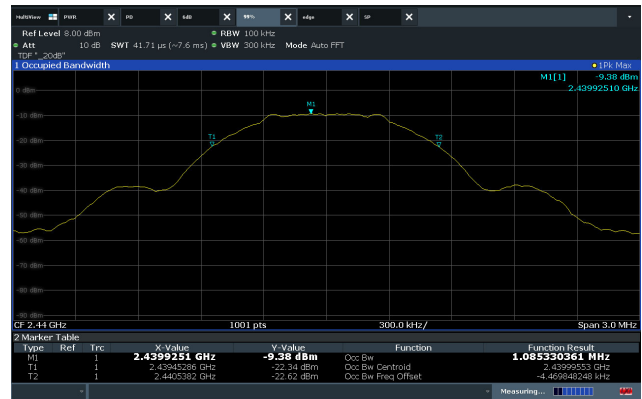 MultiView PWR X PD X 6dB X 99% X edge X SP X
Ref Level 8.00 dBm RBW 100 kHz
Att 10 dB SWT 41.71 µs (~7.6 ms) VBW 300 kHz Mode Auto FFT
TDF "_20dB"
1 Occupied Bandwidth 1Pk Max
M1[1] -9.38 dBm
2.43992510 GHz
0 dBm
M1
-10 dBm
T1 T2
-20 dBm
-30 dBm
-40 dBm
-50 dBm
-60 dBm
-70 dBm
-80 dBm
-90 dBm
CF 2.44 GHz 1001 pts 300.0 kHz/ Span 3.0 MHz
2 Marker Table
Type Ref Trc X-Value Y-Value Function Function Result
M1 1 2.4399251 GHz -9.38 dBm Occ Bw 1.085330361 MHz
T1 1 2.43945286 GHz -22.34 dBm Occ Bw Centroid 2.43999553 GHz
T2 1 2.4405382 GHz -22.62 dBm Occ Bw Freq Offset -4.469848248 kHz
Measuring...